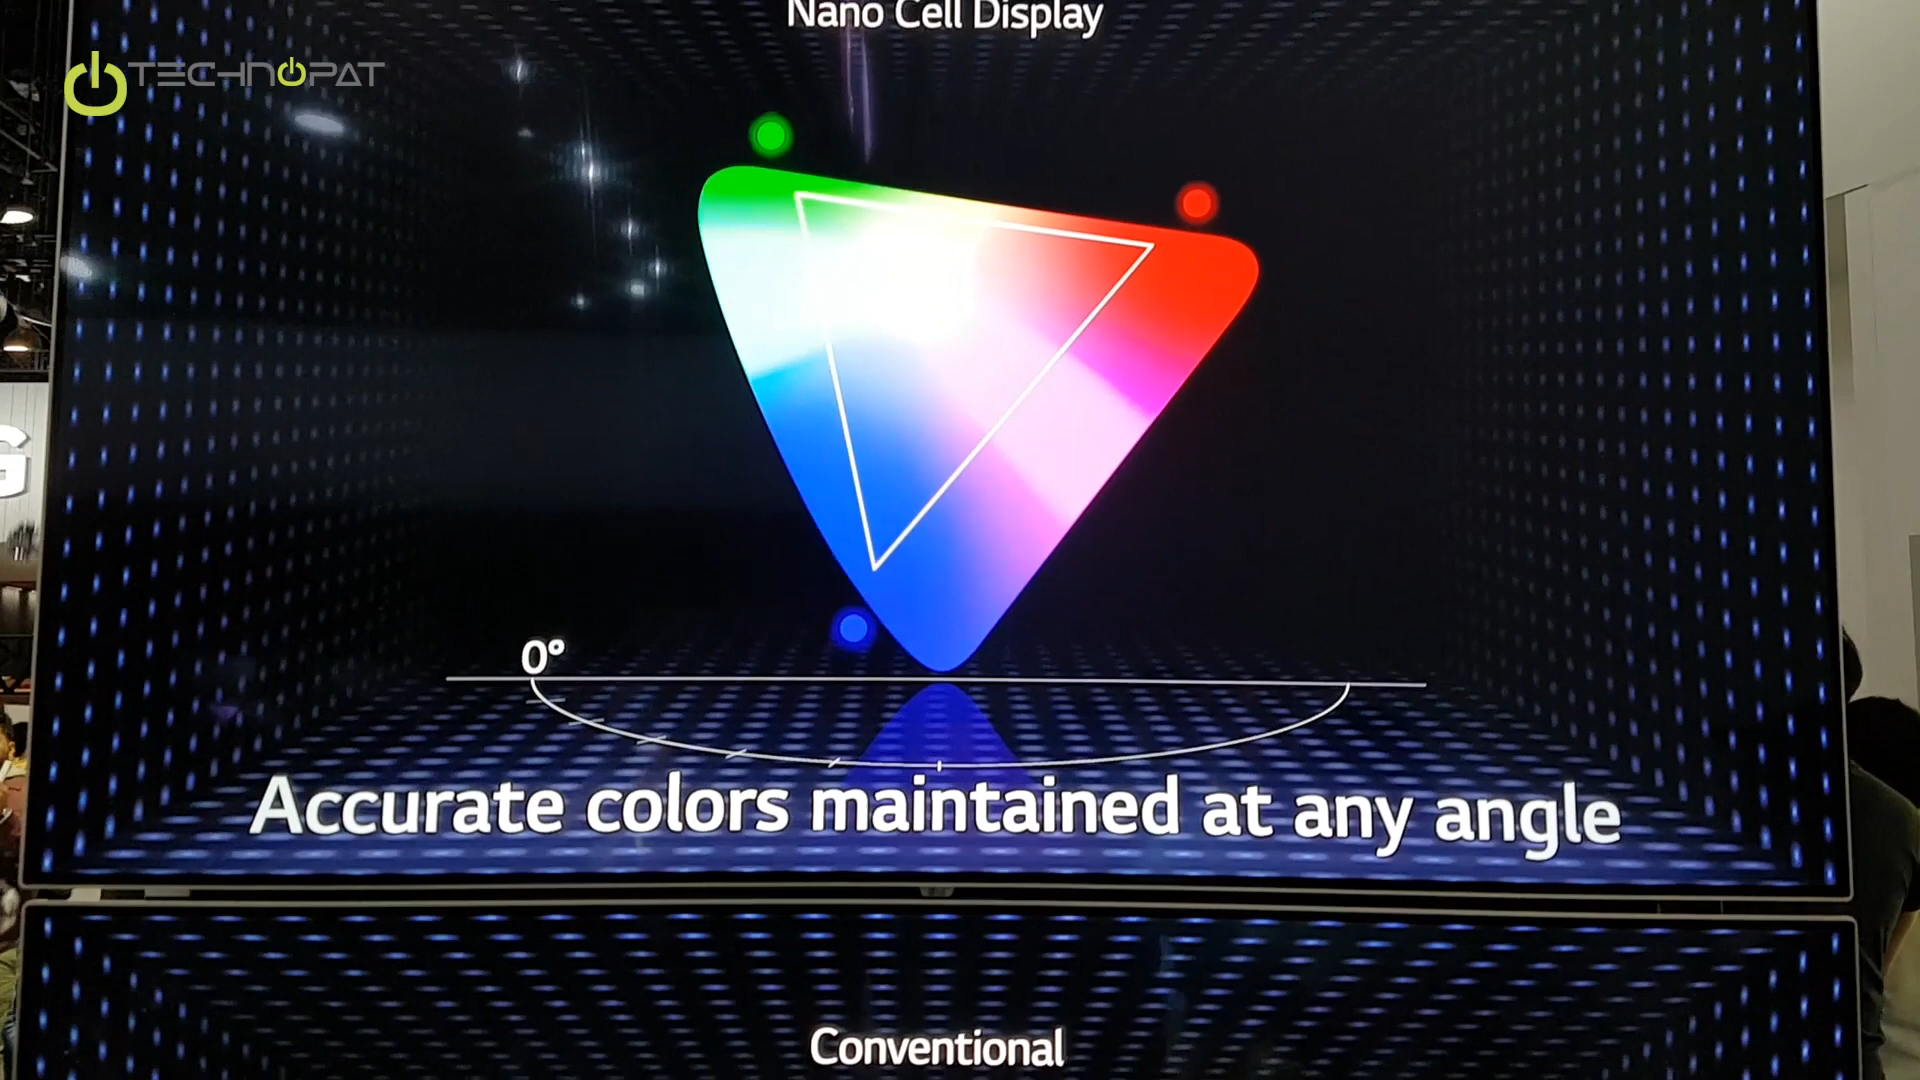 Nano Cell Display
TECHNOPAT
G
0°
Accurate colors maintained at any angle
Conventional